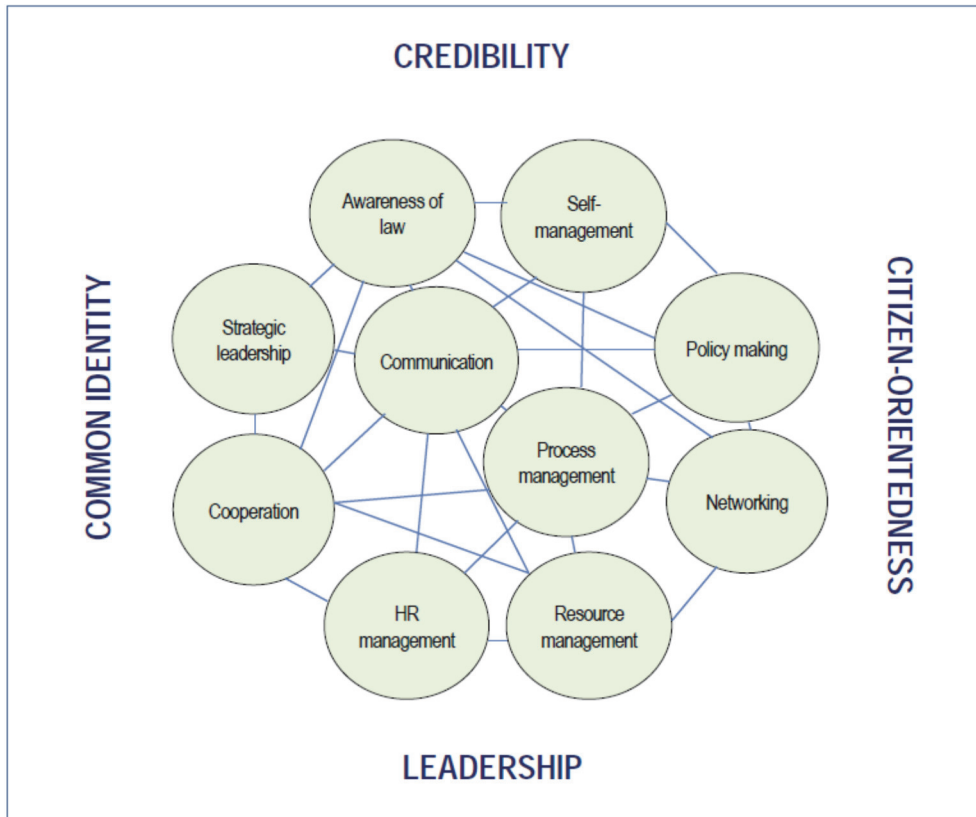 CREDIBILITY
Awareness of
law
Self-
management
COMMON IDENTITY
Strategic
leadership
Communication
Policy making
CITIZEN-ORIENTEDNESS
Cooperation
Process
management
Networking
HR
management
Resource
management
LEADERSHIP